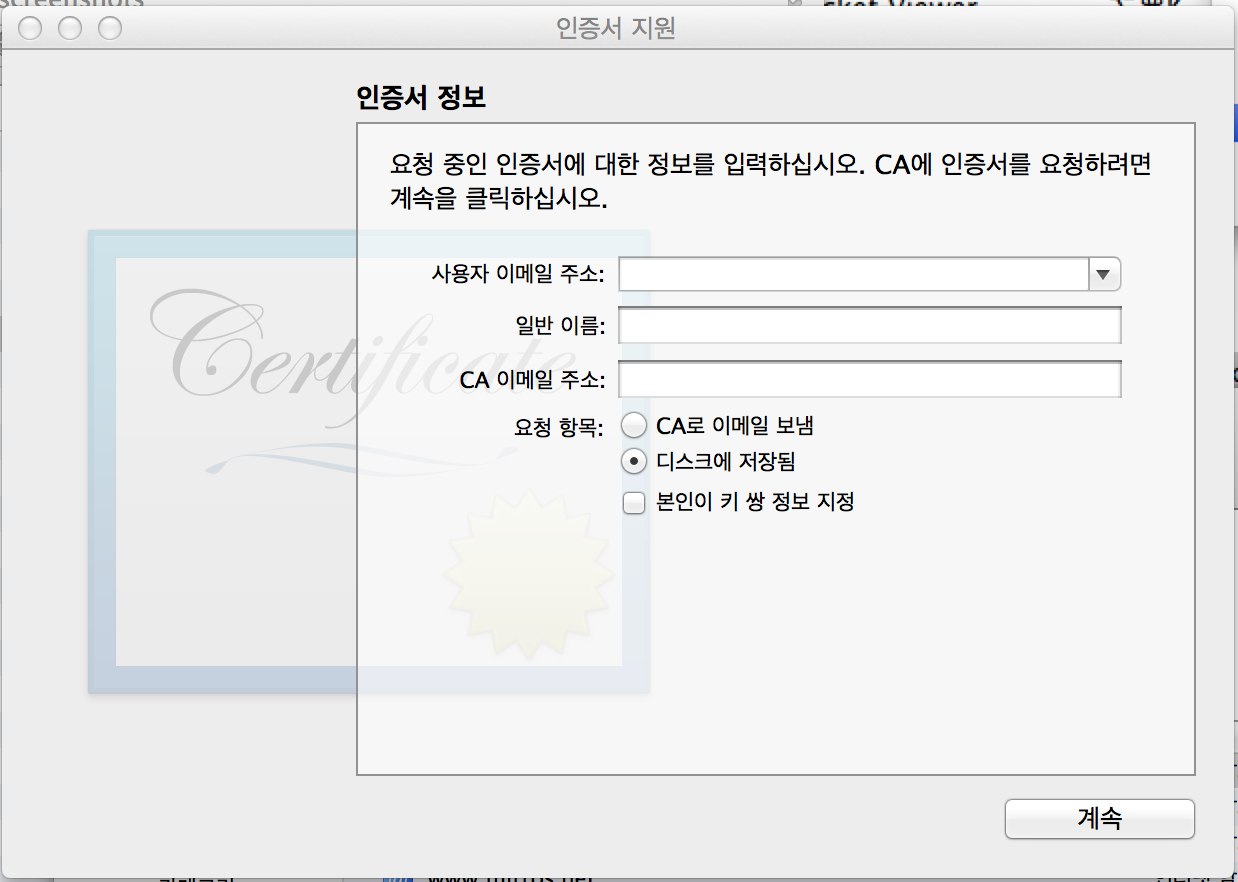 screenshots
인증서 지원
인증서 정보
요청 중인 인증서에 대한 정보를 입력하십시오. CA에 인증서를 요청하려면
계속을 클릭하십시오.
Certificate
사용자 이메일 주소:
일반 이름:
CA 이메일 주소:
요청 항목:
CA로 이메일 보냄
디스크에 저장됨
본인이 키 쌍 정보 지정
계속